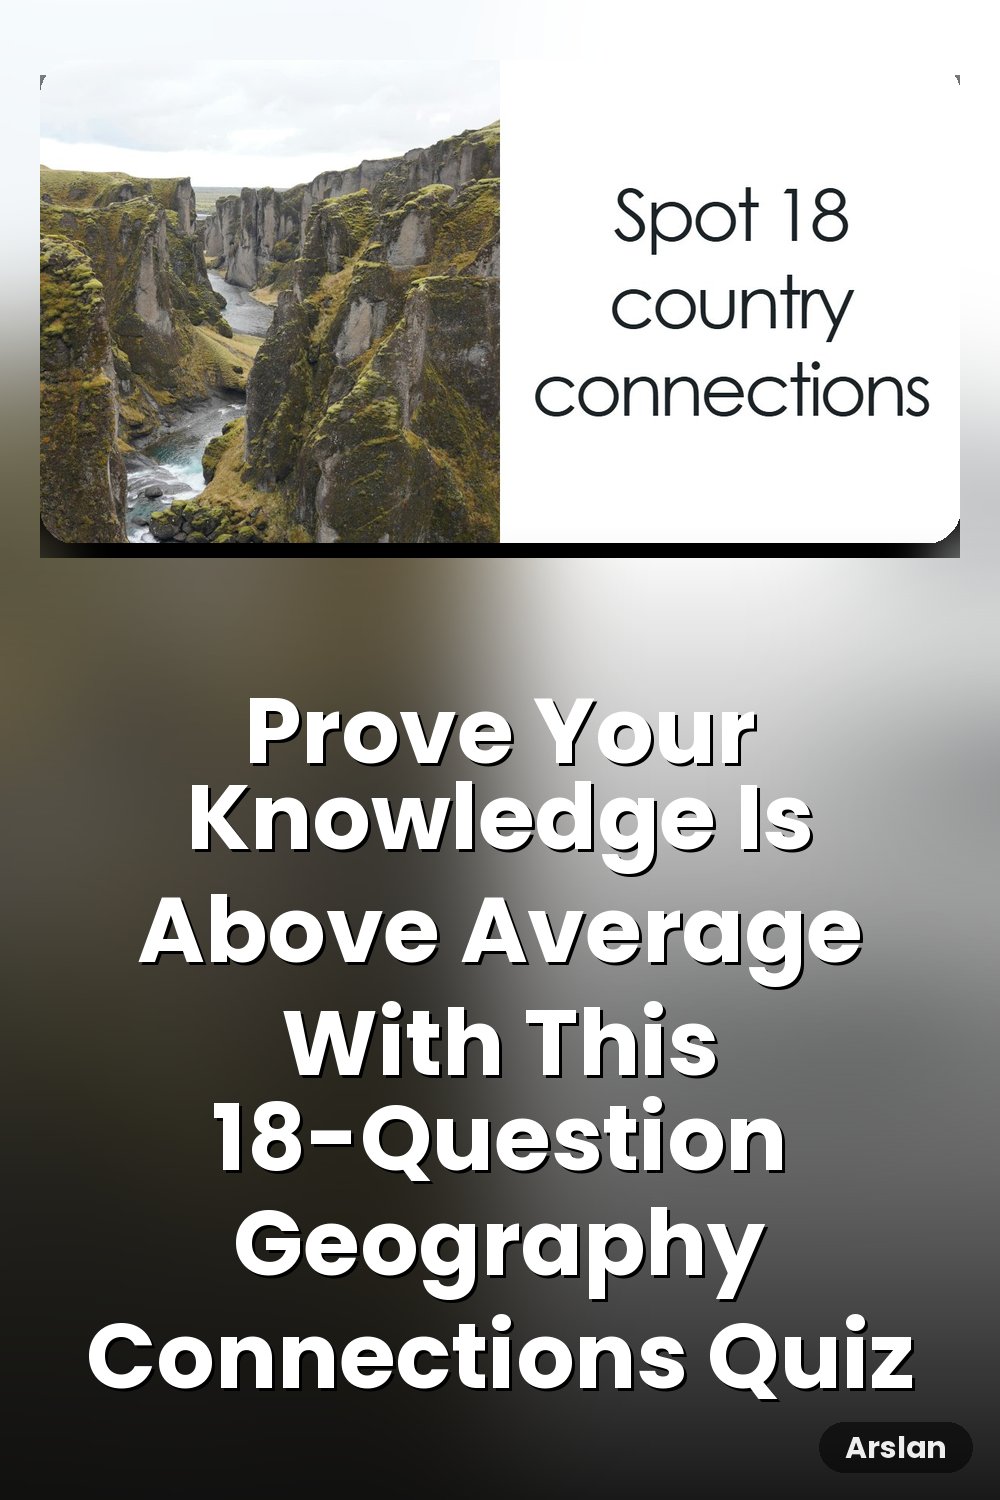 Spot 18
country
connections
Prove Your
Knowledge Is
Above Average
With This
18-Question
Geography
Connections Quiz
Arslan